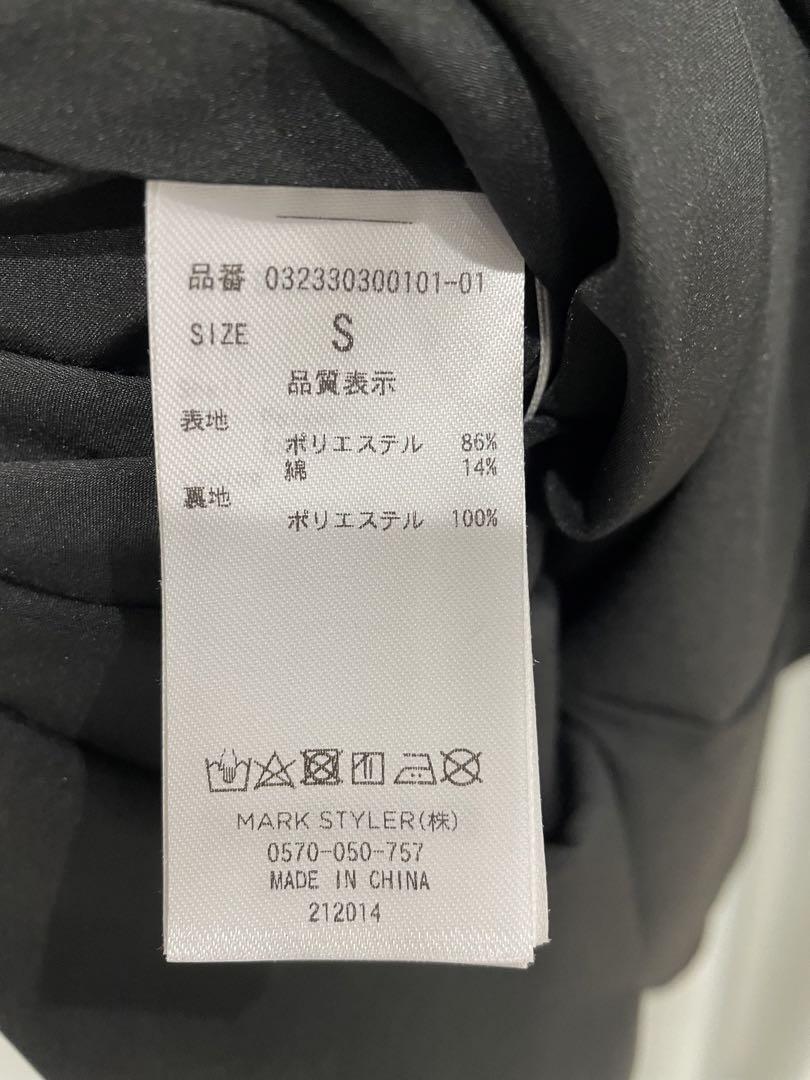 品番 032330300101-01
SIZE S
品質表示
表地
ポリエステル 86%
綿 14%
裏地
ポリエステル 100%
MARK STYLER(株)
0570-050-757
MADE IN CHINA
212014